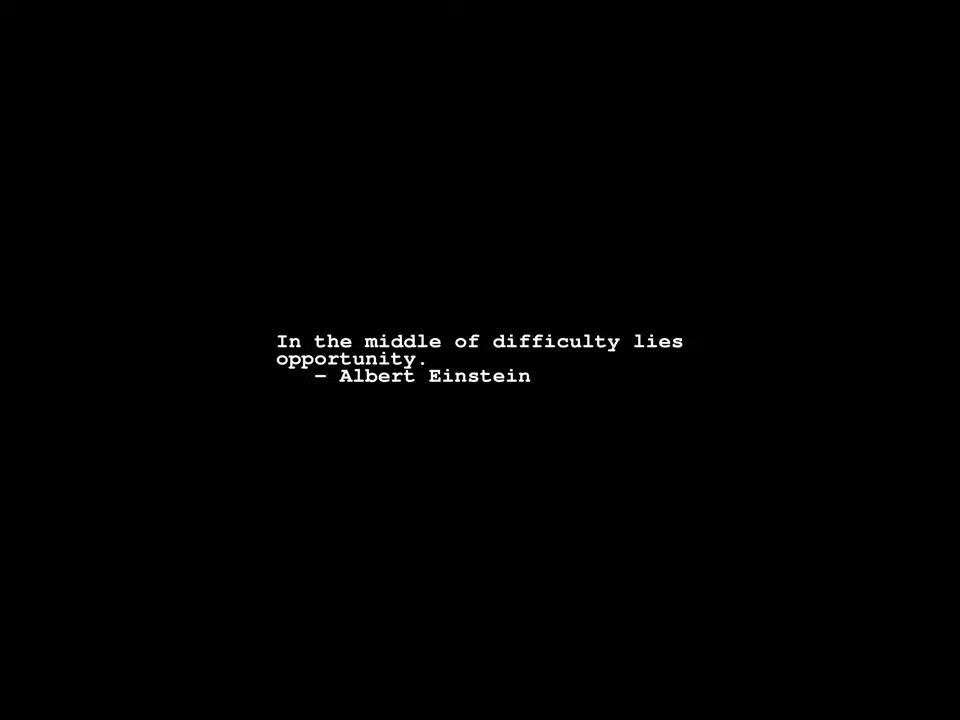 In the middle of difficulty lies
opportunity.
– Albert Einstein